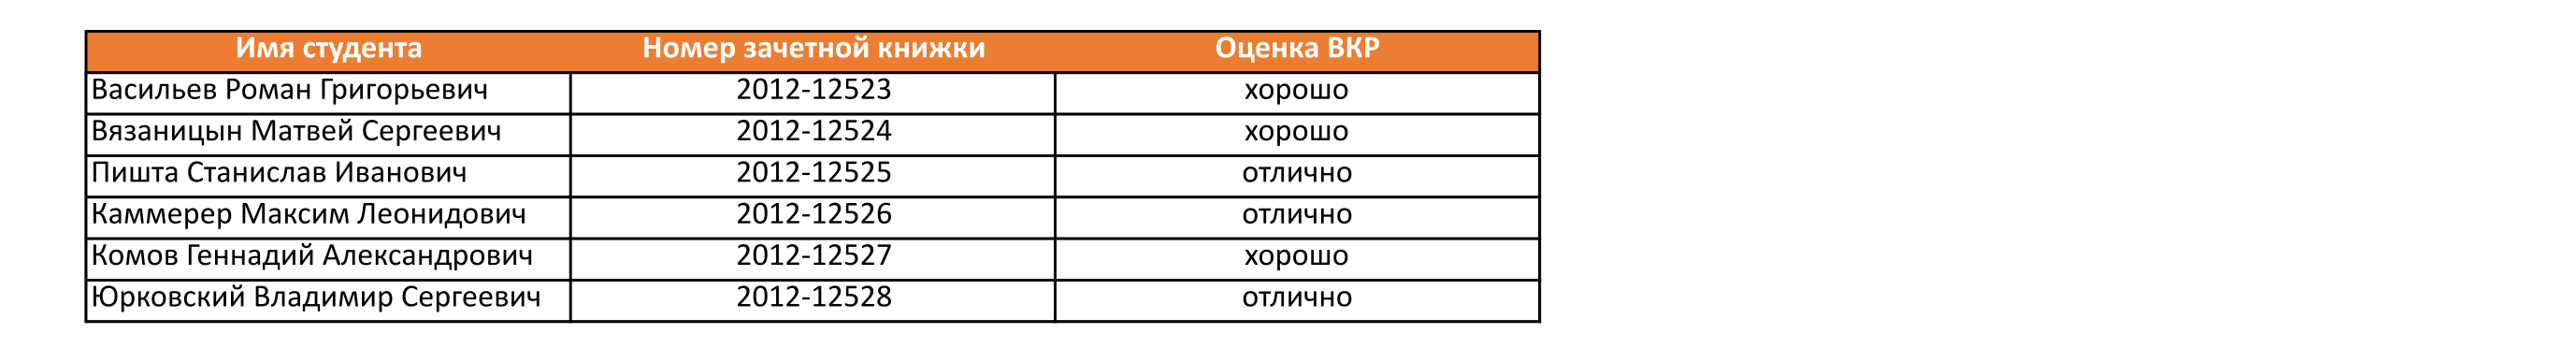 Имя студента Номер зачетной книжки Оценка ВКР
Васильев Роман Григорьевич 2012-12523 хорошо
Вязаницын Матвей Сергеевич 2012-12524 хорошо
Пишта Станислав Иванович 2012-12525 отлично
Каммерер Максим Леонидович 2012-12526 отлично
Комов Геннадий Александрович 2012-12527 хорошо
Юрковский Владимир Сергеевич 2012-12528 отлично